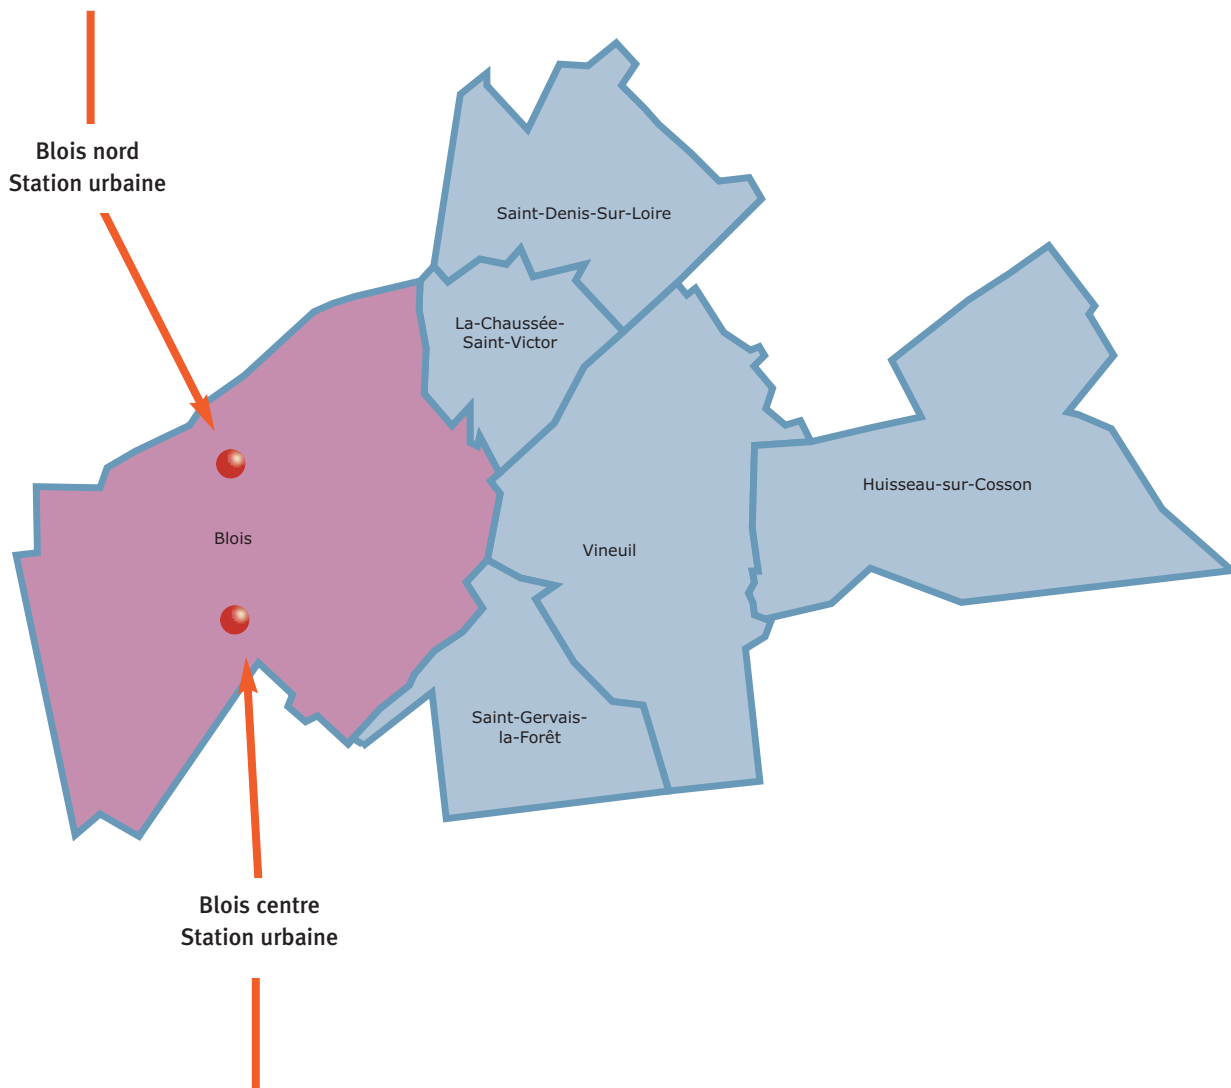 Blois nord
Station urbaine
Saint-Denis-Sur-Loire
La-Chaussée-
Saint-Victor
Huisseau-sur-Cosson
Blois
Vineuil
Saint-Gervais-
la-Forêt
Blois centre
Station urbaine